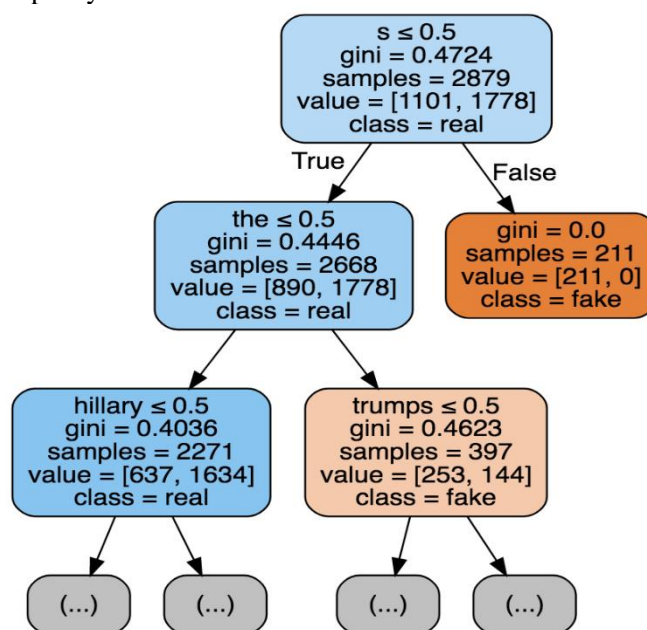 s ≤ 0.5
gini = 0.4724
samples = 2879
value = [1101, 1778]
class = real
True
False
the ≤ 0.5
gini = 0.4446
samples = 2668
value = [890, 1778]
class = real
gini = 0.0
samples = 211
value = [211, 0]
class = fake
hillary ≤ 0.5
gini = 0.4036
samples = 2271
value = [637, 1634]
class = real
trumps ≤ 0.5
gini = 0.4623
samples = 397
value = [253, 144]
class = fake
(...)
(...)
(...)
(...)